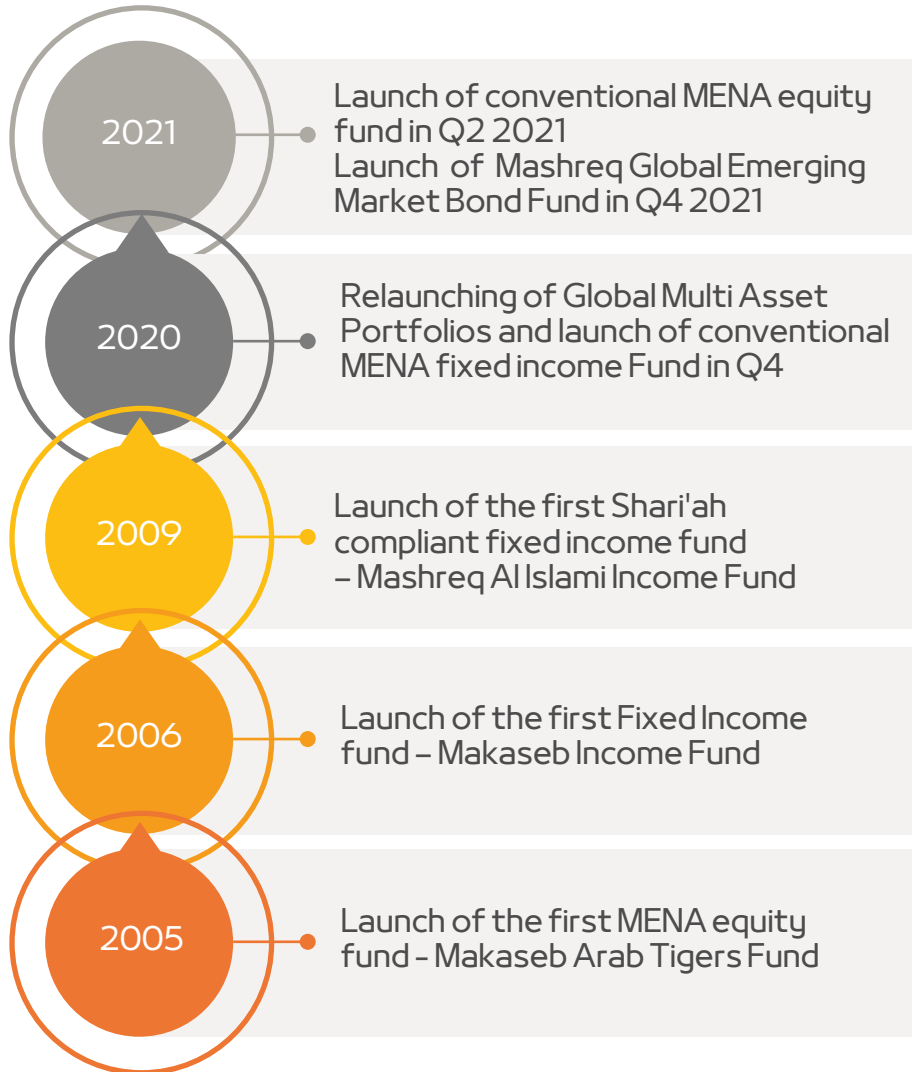 2021
Launch of conventional MENA equity
fund in Q2 2021
Launch of Mashreq Global Emerging
Market Bond Fund in Q4 2021
2020
Relaunching of Global Multi Asset
Portfolios and launch of conventional
MENA fixed income Fund in Q4
2009
Launch of the first Shari'ah
compliant fixed income fund
– Mashreq Al Islami Income Fund
2006
Launch of the first Fixed Income
fund – Makaseb Income Fund
2005
Launch of the first MENA equity
fund - Makaseb Arab Tigers Fund